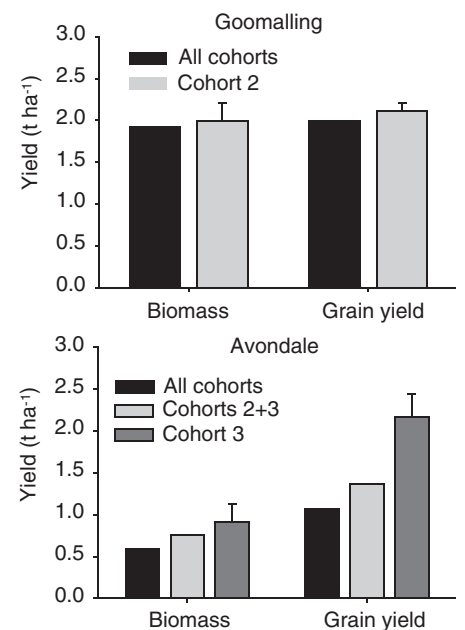 Goomalling
3.0
2.5
2.0
1.5
1.0
0.5
0.0
Yield (t ha-1)
All cohorts
Cohort 2
Biomass Grain yield
Avondale
3.0
2.5
2.0
1.5
1.0
0.5
0.0
Yield (t ha-1)
All cohorts
Cohorts 2+3
Cohort 3
Biomass Grain yield